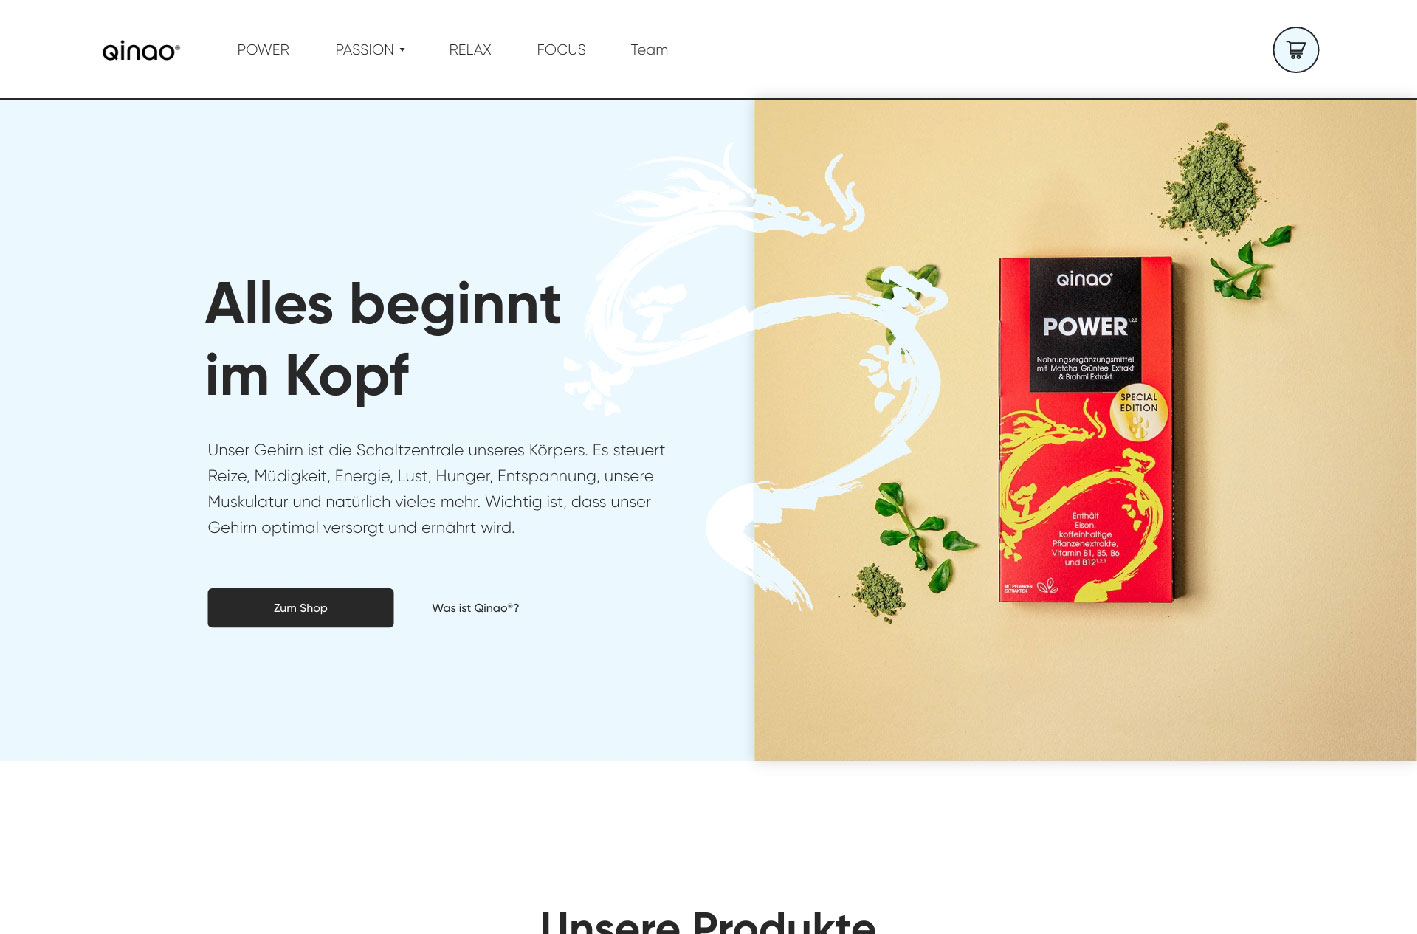 qinao®
POWER
PASSION ▾
RELAX
FOCUS
Team
Alles beginnt
im Kopf
Unser Gehirn ist die Schaltzentrale unseres Körpers. Es steuert
Reize, Müdigkeit, Energie, Lust, Hunger, Entspannung, unsere
Muskulatur und natürlich vieles mehr. Wichtig ist, dass unser
Gehirn optimal versorgt und ernährt wird.
Zum Shop
Was ist Qinao®?
qinao®
POWER
Nahrungsergänzungsmittel
mit Matcha Grüntee Extrakt
& Brahmi Extrakt
SPECIAL
EDITION
Enthält
Eisen,
koffeinhaltige
Pflanzenextrakte,
Vitamin B1, B5, B6
und B12
Unsere Produkte